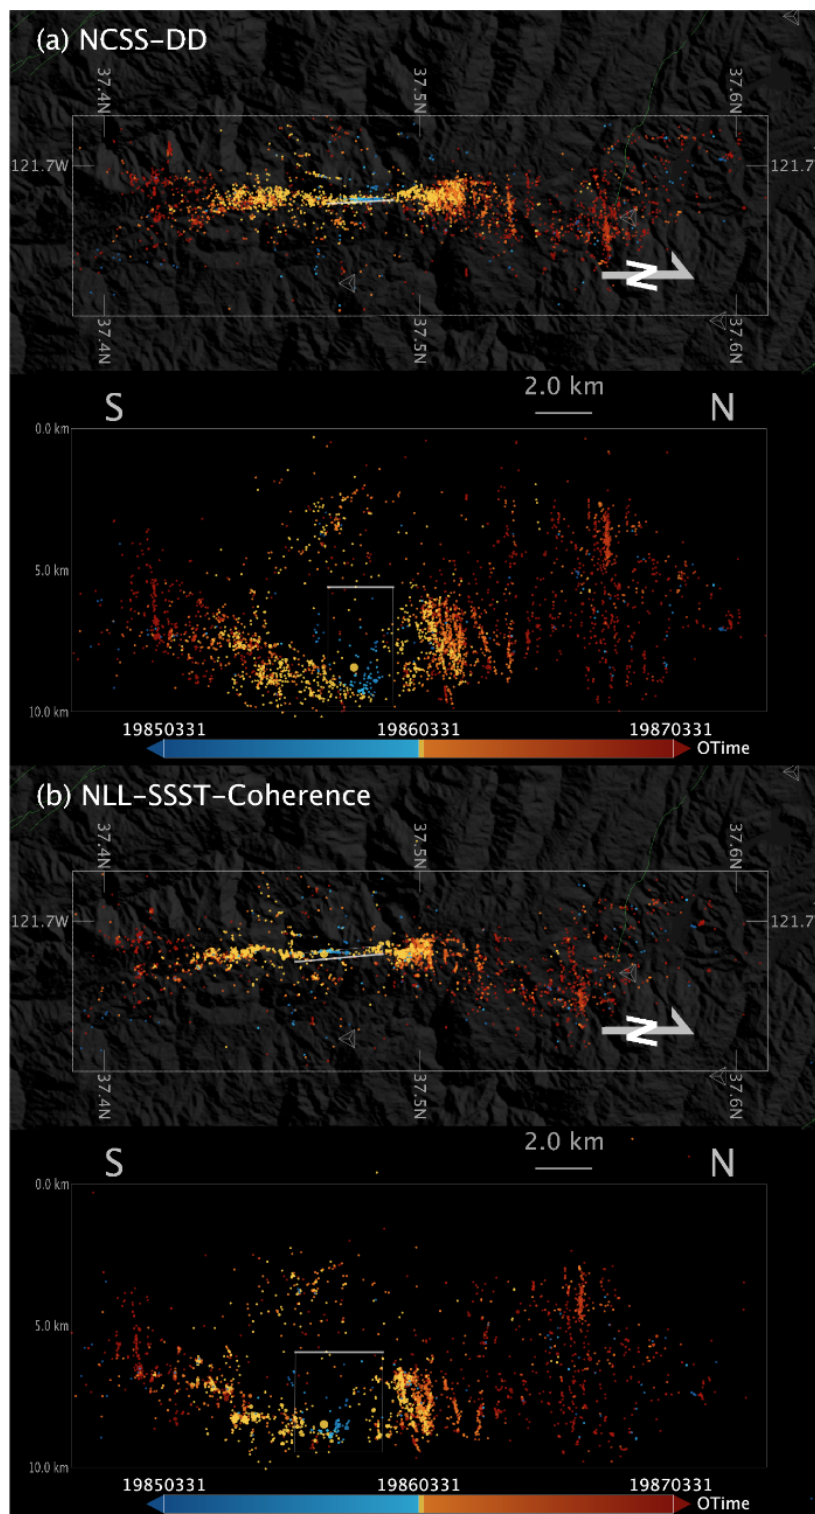 (a) NCSS-DD
37.4N 37.5N 37.6N
121.7W 121.7
N
37.4N 37.5N 37.6N
2.0 km
S N
0.0 km
5.0 km
10.0 km
19850331 19860331 19870331
OTime
(b) NLL-SSST-Coherence
37.4N 37.5N 37.6N
121.7W 121.7
N
37.4N 37.5N 37.6N
2.0 km
S N
0.0 km
5.0 km
10.0 km
19850331 19860331 19870331
OTime